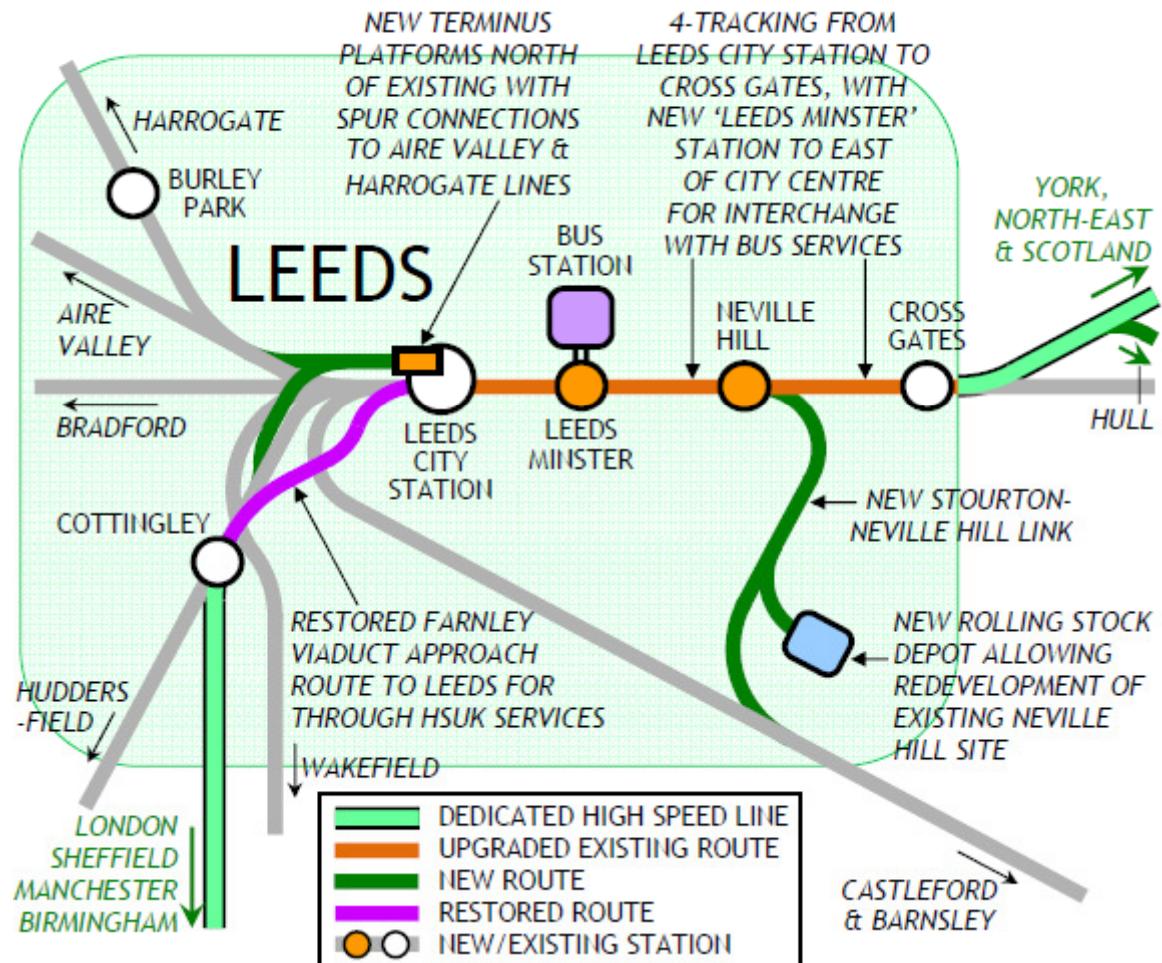 NEW TERMINUS
PLATFORMS NORTH
OF EXISTING WITH
SPUR CONNECTIONS
TO AIRE VALLEY &
HARROGATE LINES
4-TRACKING FROM
LEEDS CITY STATION TO
CROSS GATES, WITH
NEW ‘LEEDS MINSTER’
STATION TO EAST
OF CITY CENTRE
FOR INTERCHANGE
WITH BUS SERVICES
HARROGATE
BURLEY
PARK
YORK,
NORTH-EAST
& SCOTLAND
LEEDS
BUS
STATION
AIRE
VALLEY
NEVILLE
HILL
CROSS
GATES
BRADFORD
LEEDS
CITY
STATION
LEEDS
MINSTER
HULL
COTTINGLEY
NEW STOURTON-
NEVILLE HILL LINK
RESTORED FARNLEY
VIADUCT APPROACH
ROUTE TO LEEDS FOR
THROUGH HSUK SERVICES
NEW ROLLING STOCK
DEPOT ALLOWING
REDEVELOPMENT OF
EXISTING NEVILLE
HILL SITE
HUDDERS
-FIELD
WAKEFIELD
LONDON
SHEFFIELD
MANCHESTER
BIRMINGHAM
DEDICATED HIGH SPEED LINE
UPGRADED EXISTING ROUTE
NEW ROUTE
RESTORED ROUTE
NEW/EXISTING STATION
CASTLEFORD
& BARNSLEY